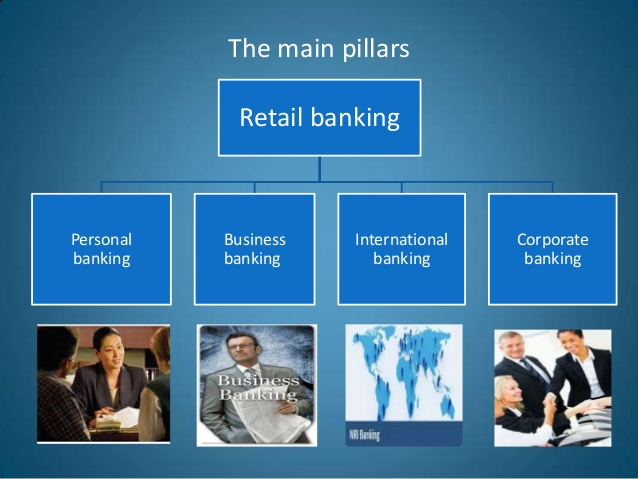 The main pillars
Retail banking
Personal
banking
Business
banking
International
banking
Corporate
banking
Business
Banking
NRI Banking